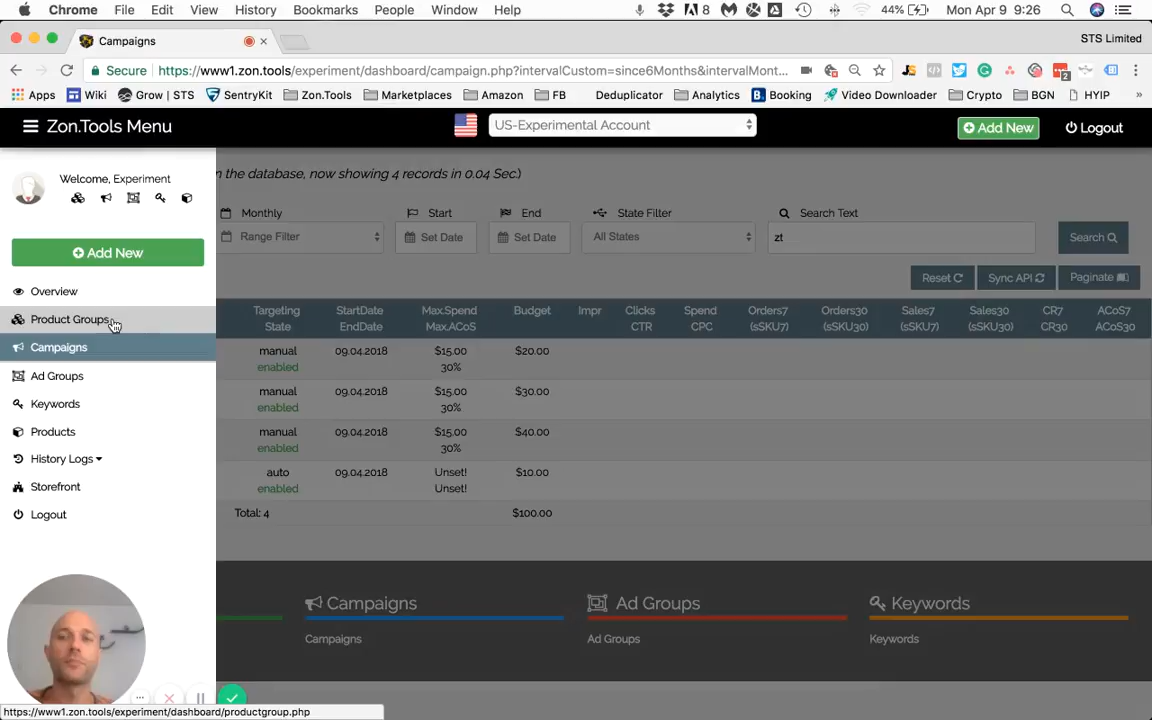 Chrome File Edit View History Bookmarks People Window Help 8 44% Mon Apr 9 9:26
Campaigns STS Limited
Secure https://www1.zon.tools/experiment/dashboard/campaign.php?intervalCustom=since6Months&intervalMont... 2
Apps Wiki Grow | STS SentryKit Zon.Tools Marketplaces Amazon FB Deduplicator Analytics Booking Video Downloader Crypto BGN HYIP »
Zon.Tools Menu US-Experimental Account Add New Logout
Welcome, Experiment
n the database, now showing 4 records in 0.04 Sec.)
Monthly Start End State Filter Search Text
Range Filter Set Date Set Date All States zt Search
Add New
Reset Sync API Paginate
Overview
Product Groups
Campaigns
Ad Groups
Keywords
Products
History Logs
Storefront
Logout
Targeting StartDate Max.Spend Budget Impr Clicks Spend Orders7 Orders30 Sales7 Sales30 CR7 ACoS7
State EndDate Max.ACoS CTR CPC (sSKU7) (sSKU30) (sSKU7) (sSKU30) CR30 ACoS30
manual 09.04.2018 $15.00 $20.00
enabled 30%
manual 09.04.2018 $15.00 $30.00
enabled 30%
manual 09.04.2018 $15.00 $40.00
enabled 30%
auto 09.04.2018 Unset! $10.00
enabled Unset!
Total: 4 $100.00
Campaigns Ad Groups Keywords
Campaigns Ad Groups Keywords
https://www1.zon.tools/experiment/dashboard/productgroup.php